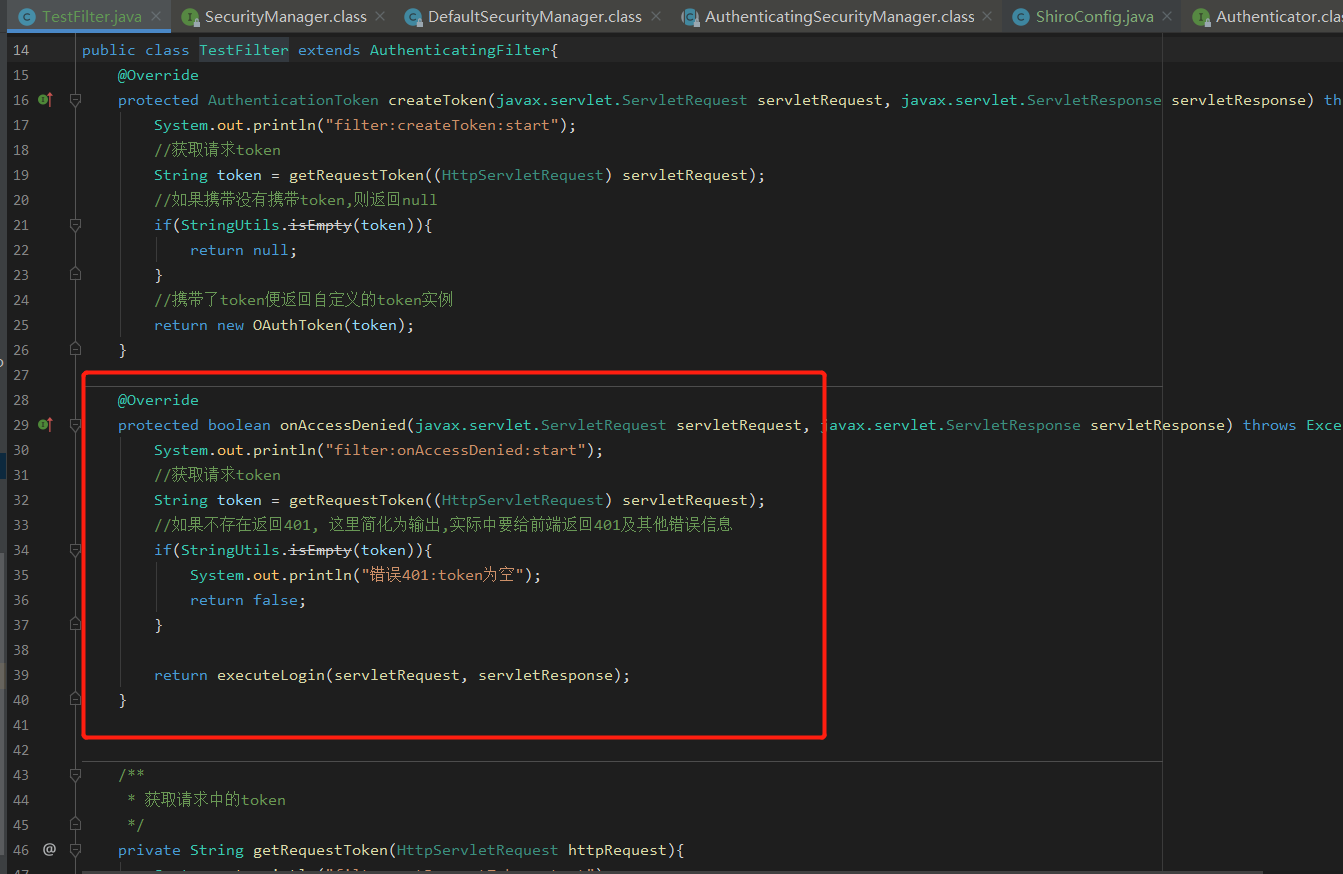 TestFilter.java SecurityManager.class DefaultSecurityManager.class AuthenticatingSecurityManager.class ShiroConfig.java Authenticator.cla
14 public class TestFilter extends AuthenticatingFilter{
15 @Override
16 protected AuthenticationToken createToken(javax.servlet.ServletRequest servletRequest, javax.servlet.ServletResponse servletResponse) th
17 System.out.println("filter:createToken:start");
18 //获取请求token
19 String token = getRequestToken((HttpServletRequest) servletRequest);
20 //如果携带没有携带token,则返回null
21 if(StringUtils.isEmpty(token)){
22 return null;
23 }
24 //携带了token便返回自定义的token实例
25 return new OAuthToken(token);
26 }
27
28 @Override
29 protected boolean onAccessDenied(javax.servlet.ServletRequest servletRequest, javax.servlet.ServletResponse servletResponse) throws Exce
30 System.out.println("filter:onAccessDenied:start");
31 //获取请求token
32 String token = getRequestToken((HttpServletRequest) servletRequest);
33 //如果不存在返回401, 这里简化为输出,实际中要给前端返回401及其他错误信息
34 if(StringUtils.isEmpty(token)){
35 System.out.println("错误401:token为空");
36 return false;
37 }
38
39 return executeLogin(servletRequest, servletResponse);
40 }
41
42
43 /**
44 * 获取请求中的token
45 */
46 @ private String getRequestToken(HttpServletRequest httpRequest){